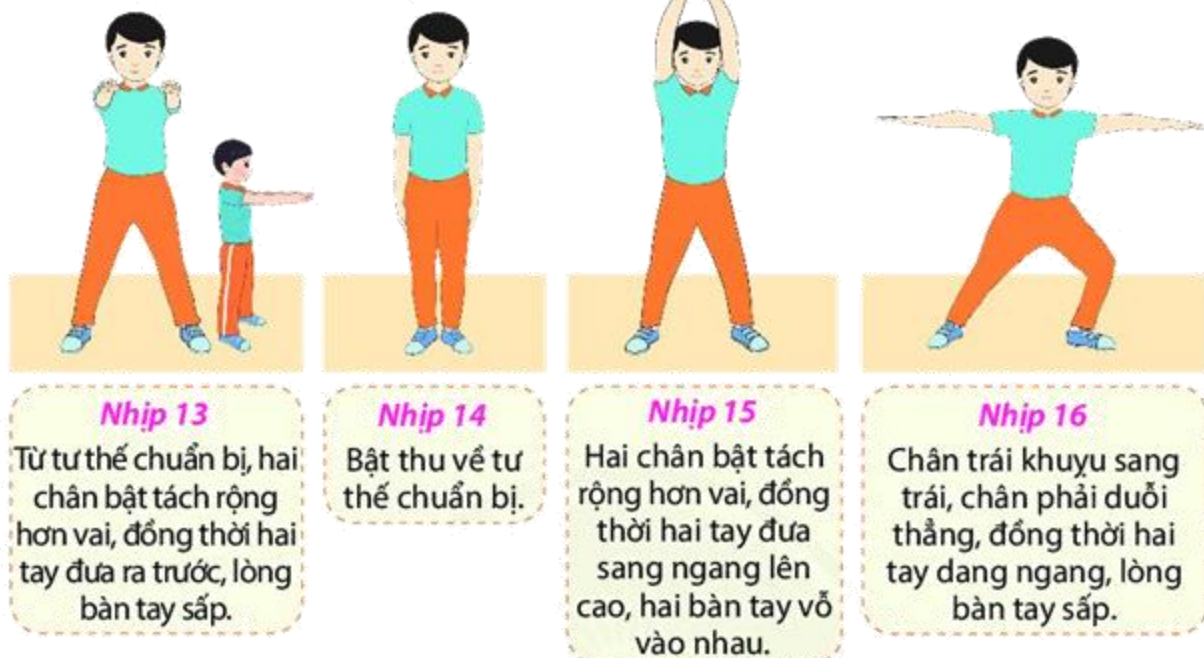 Nhịp 13
Từ tư thế chuẩn bị, hai
chân bật tách rộng
hơn vai, đồng thời hai
tay đưa ra trước, lòng
bàn tay sấp.
Nhịp 14
Bật thu về tư
thế chuẩn bị.
Nhịp 15
Hai chân bật tách
rộng hơn vai, đồng
thời hai tay đưa
sang ngang lên
cao, hai bàn tay vỗ
vào nhau.
Nhịp 16
Chân trái khuỵu sang
trái, chân phải duỗi
thẳng, đồng thời hai
tay dang ngang, lòng
bàn tay sấp.